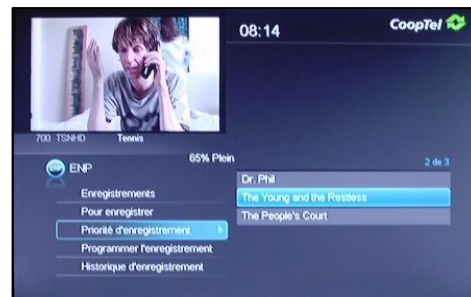 08:14
CoopTel
700 TSNHD Tennis
ENP
65% Plein
2 de 3
Enregistrements
Pour enregistrer
Priorité d'enregistrement
Programmer l'enregistrement
Historique d'enregistrement
Dr. Phil
The Young and the Restless
The People's Court